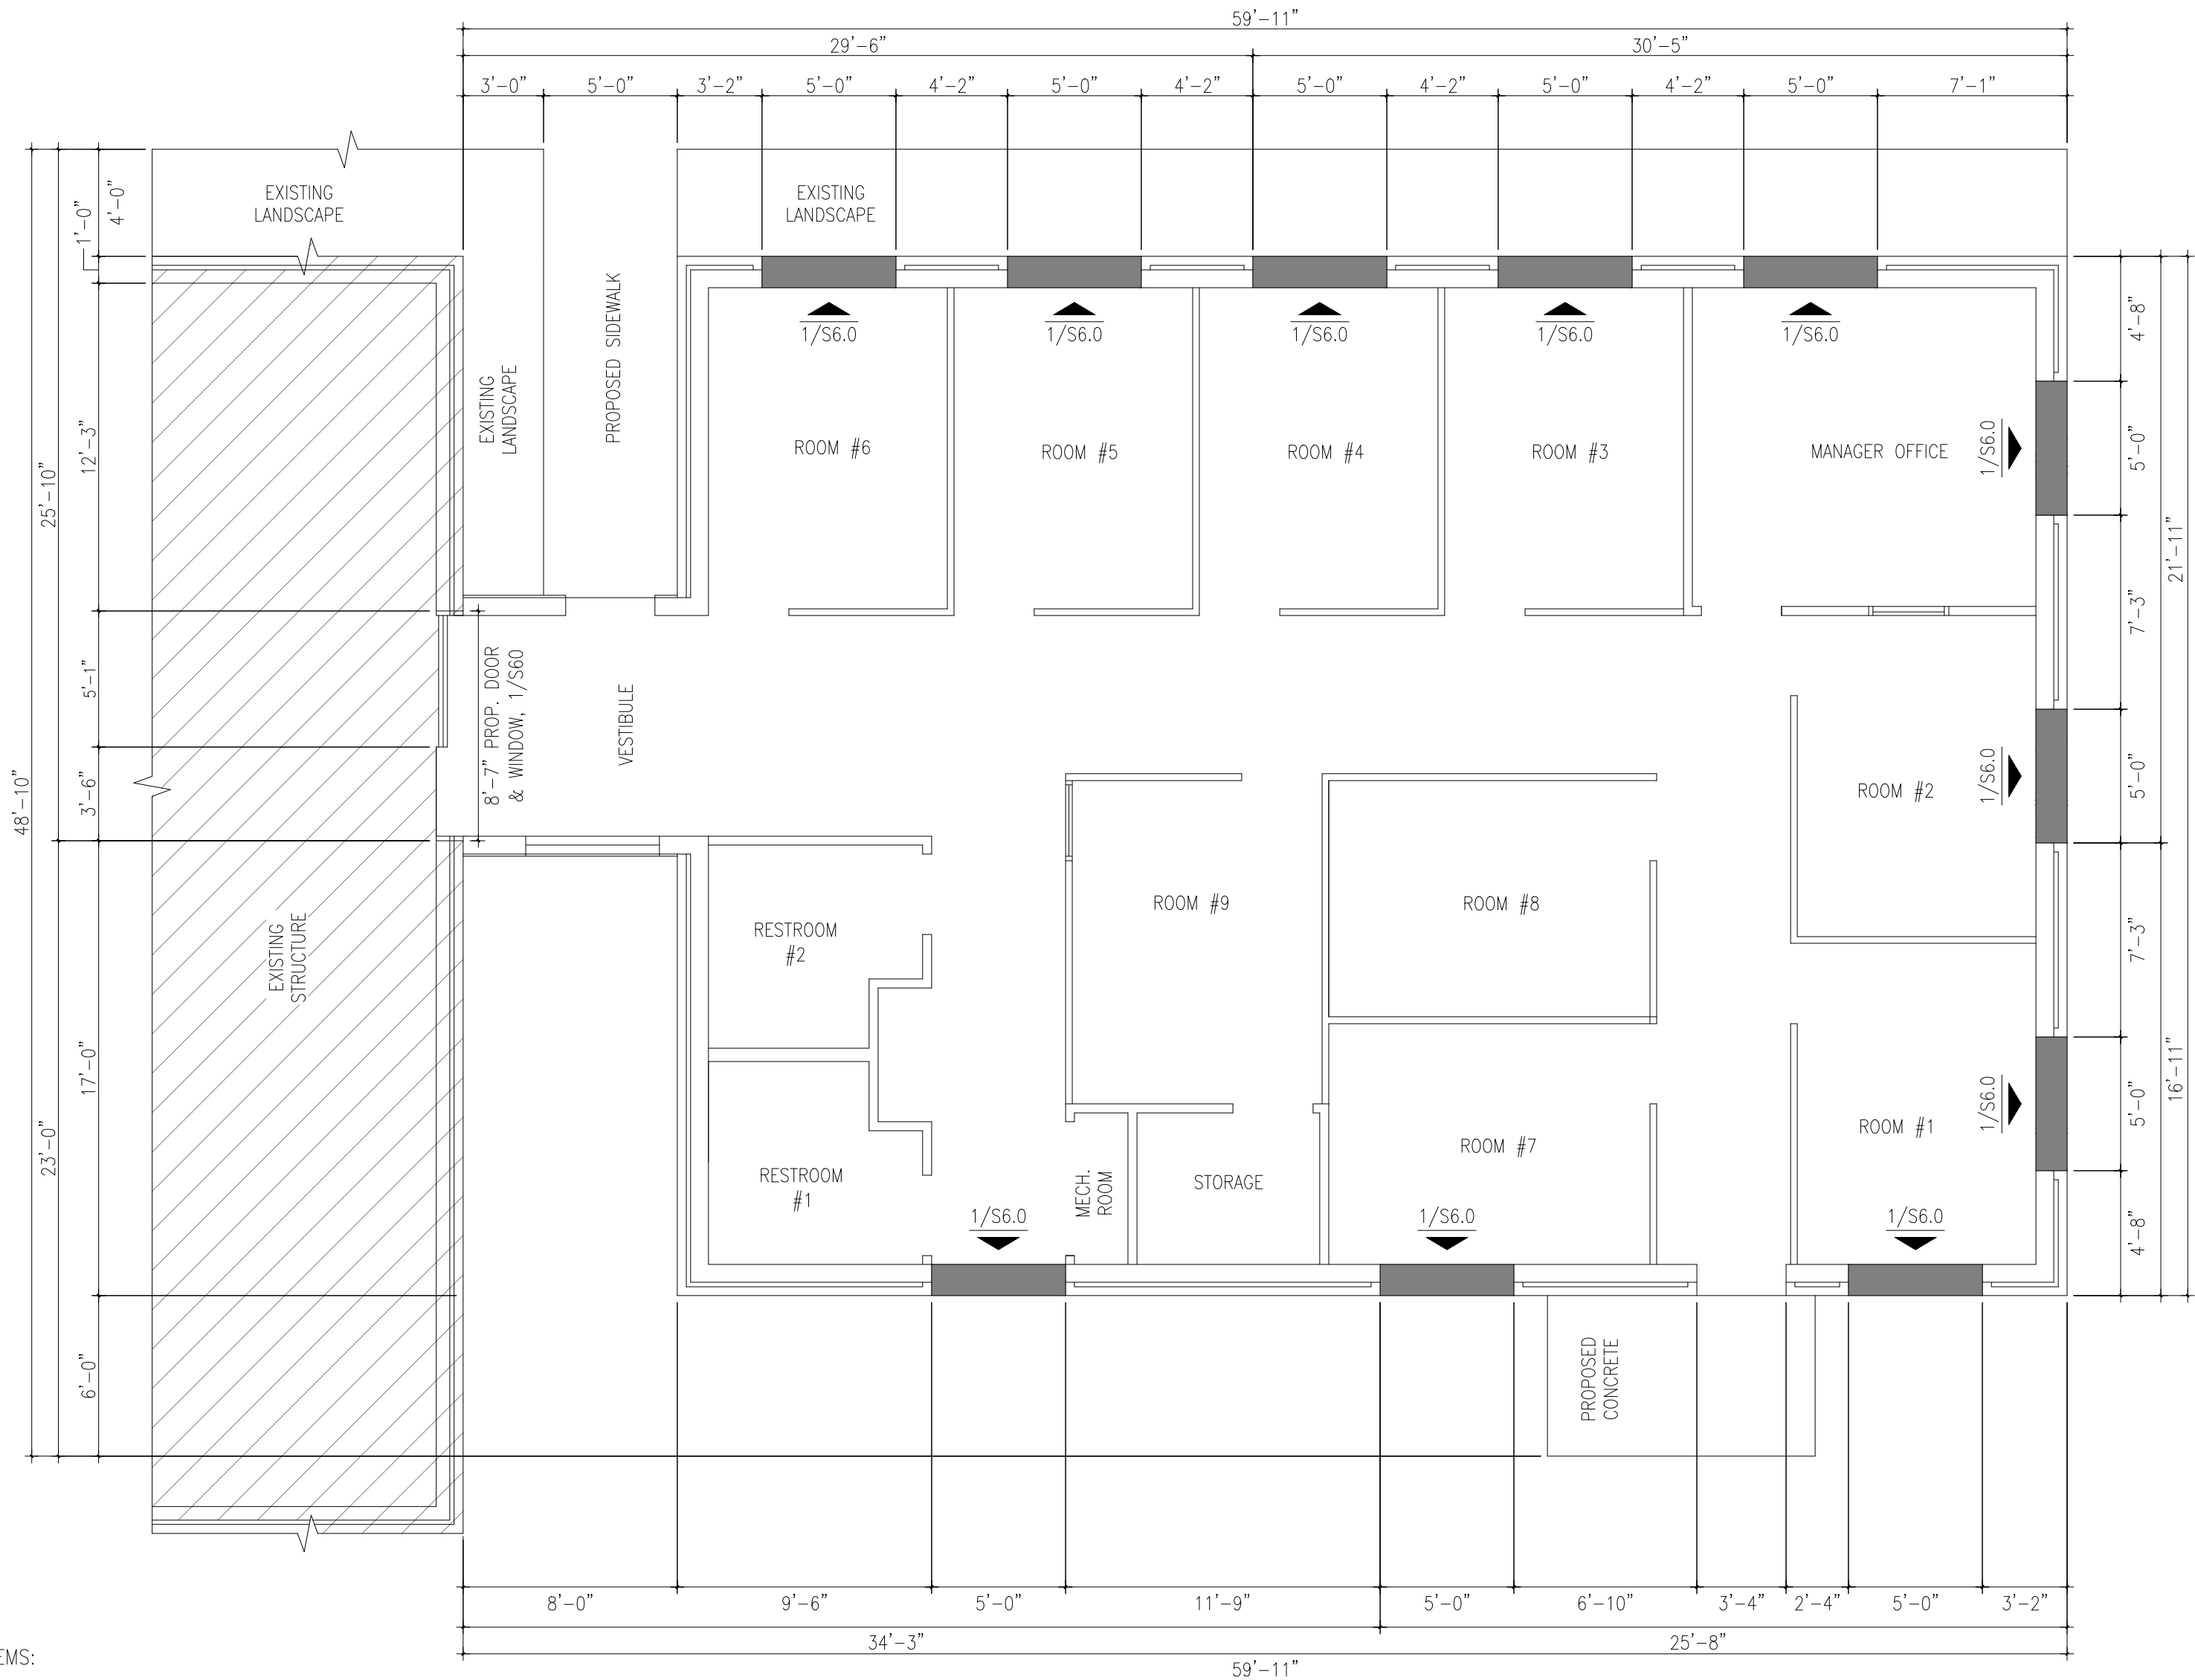 59'-11"
29'-6"
30'-5"
3'-0"
5'-0"
3'-2"
5'-0"
4'-2"
5'-0"
4'-2"
5'-0"
4'-2"
5'-0"
4'-2"
5'-0"
7'-1"
EXISTING
LANDSCAPE
EXISTING
LANDSCAPE
4'-0"
1'-0"
EXISTING
LANDSCAPE
PROPOSED SIDEWALK
1/S6.0
1/S6.0
1/S6.0
1/S6.0
1/S6.0
4'-8"
12'-3"
25'-10"
ROOM #6
ROOM #5
ROOM #4
ROOM #3
MANAGER OFFICE
1/S6.0
5'-0"
21'-11"
7'-3"
5'-1"
8'-7" PROP. DOOR
& WINDOW, 1/S60
VESTIBULE
48'-10"
3'-6"
ROOM #2
1/S6.0
5'-0"
EXISTING
STRUCTURE
RESTROOM
#2
ROOM #9
ROOM #8
7'-3"
17'-0"
23'-0"
16'-11"
RESTROOM
#1
MECH.
ROOM
STORAGE
ROOM #7
ROOM #1
1/S6.0
5'-0"
1/S6.0
1/S6.0
1/S6.0
4'-8"
6'-0"
PROPOSED
CONCRETE
8'-0"
9'-6"
5'-0"
11'-9"
5'-0"
6'-10"
3'-4"
2'-4"
5'-0"
3'-2"
34'-3"
25'-8"
59'-11"
EMS: